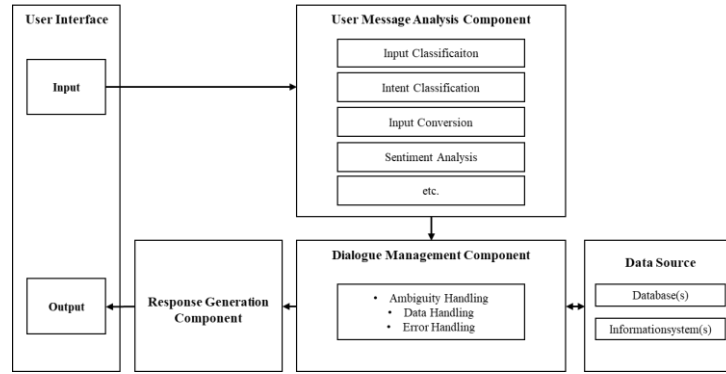 User Interface
Input
Output
User Message Analysis Component
Input Classificaiton
Intent Classification
Input Conversion
Sentiment Analysis
etc.
Response Generation
Component
Dialogue Management Component
• Ambiguity Handling
• Data Handling
• Error Handling
Data Source
Database(s)
Informationsystem(s)